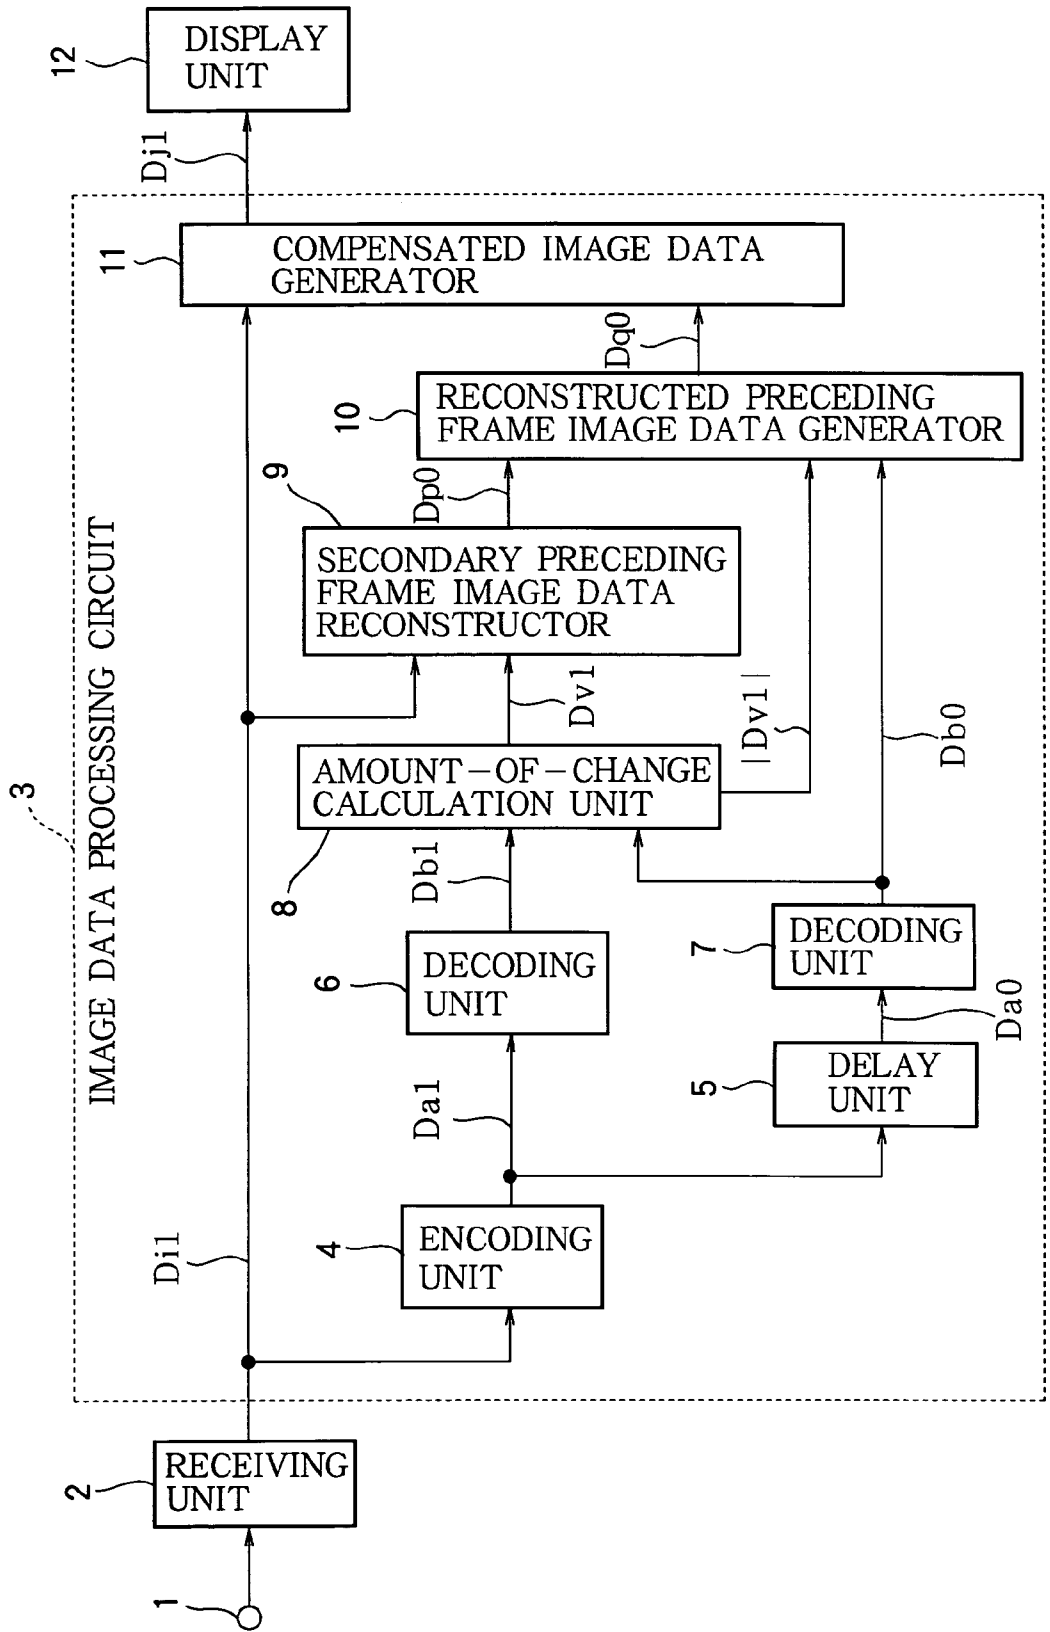 3
IMAGE DATA PROCESSING CIRCUIT
1
2
RECEIVING
UNIT
Di1
4
ENCODING
UNIT
Da1
5
DELAY
UNIT
Da0
6
DECODING
UNIT
Db1
7
DECODING
UNIT
Db0
8
AMOUNT-OF-CHANGE
CALCULATION UNIT
Dv1
|Dv1|
9
SECONDARY PRECEDING
FRAME IMAGE DATA
RECONSTRUCTOR
Dp0
10
RECONSTRUCTED PRECEDING
FRAME IMAGE DATA GENERATOR
Dq0
11
COMPENSATED IMAGE DATA
GENERATOR
Dj1
12
DISPLAY
UNIT